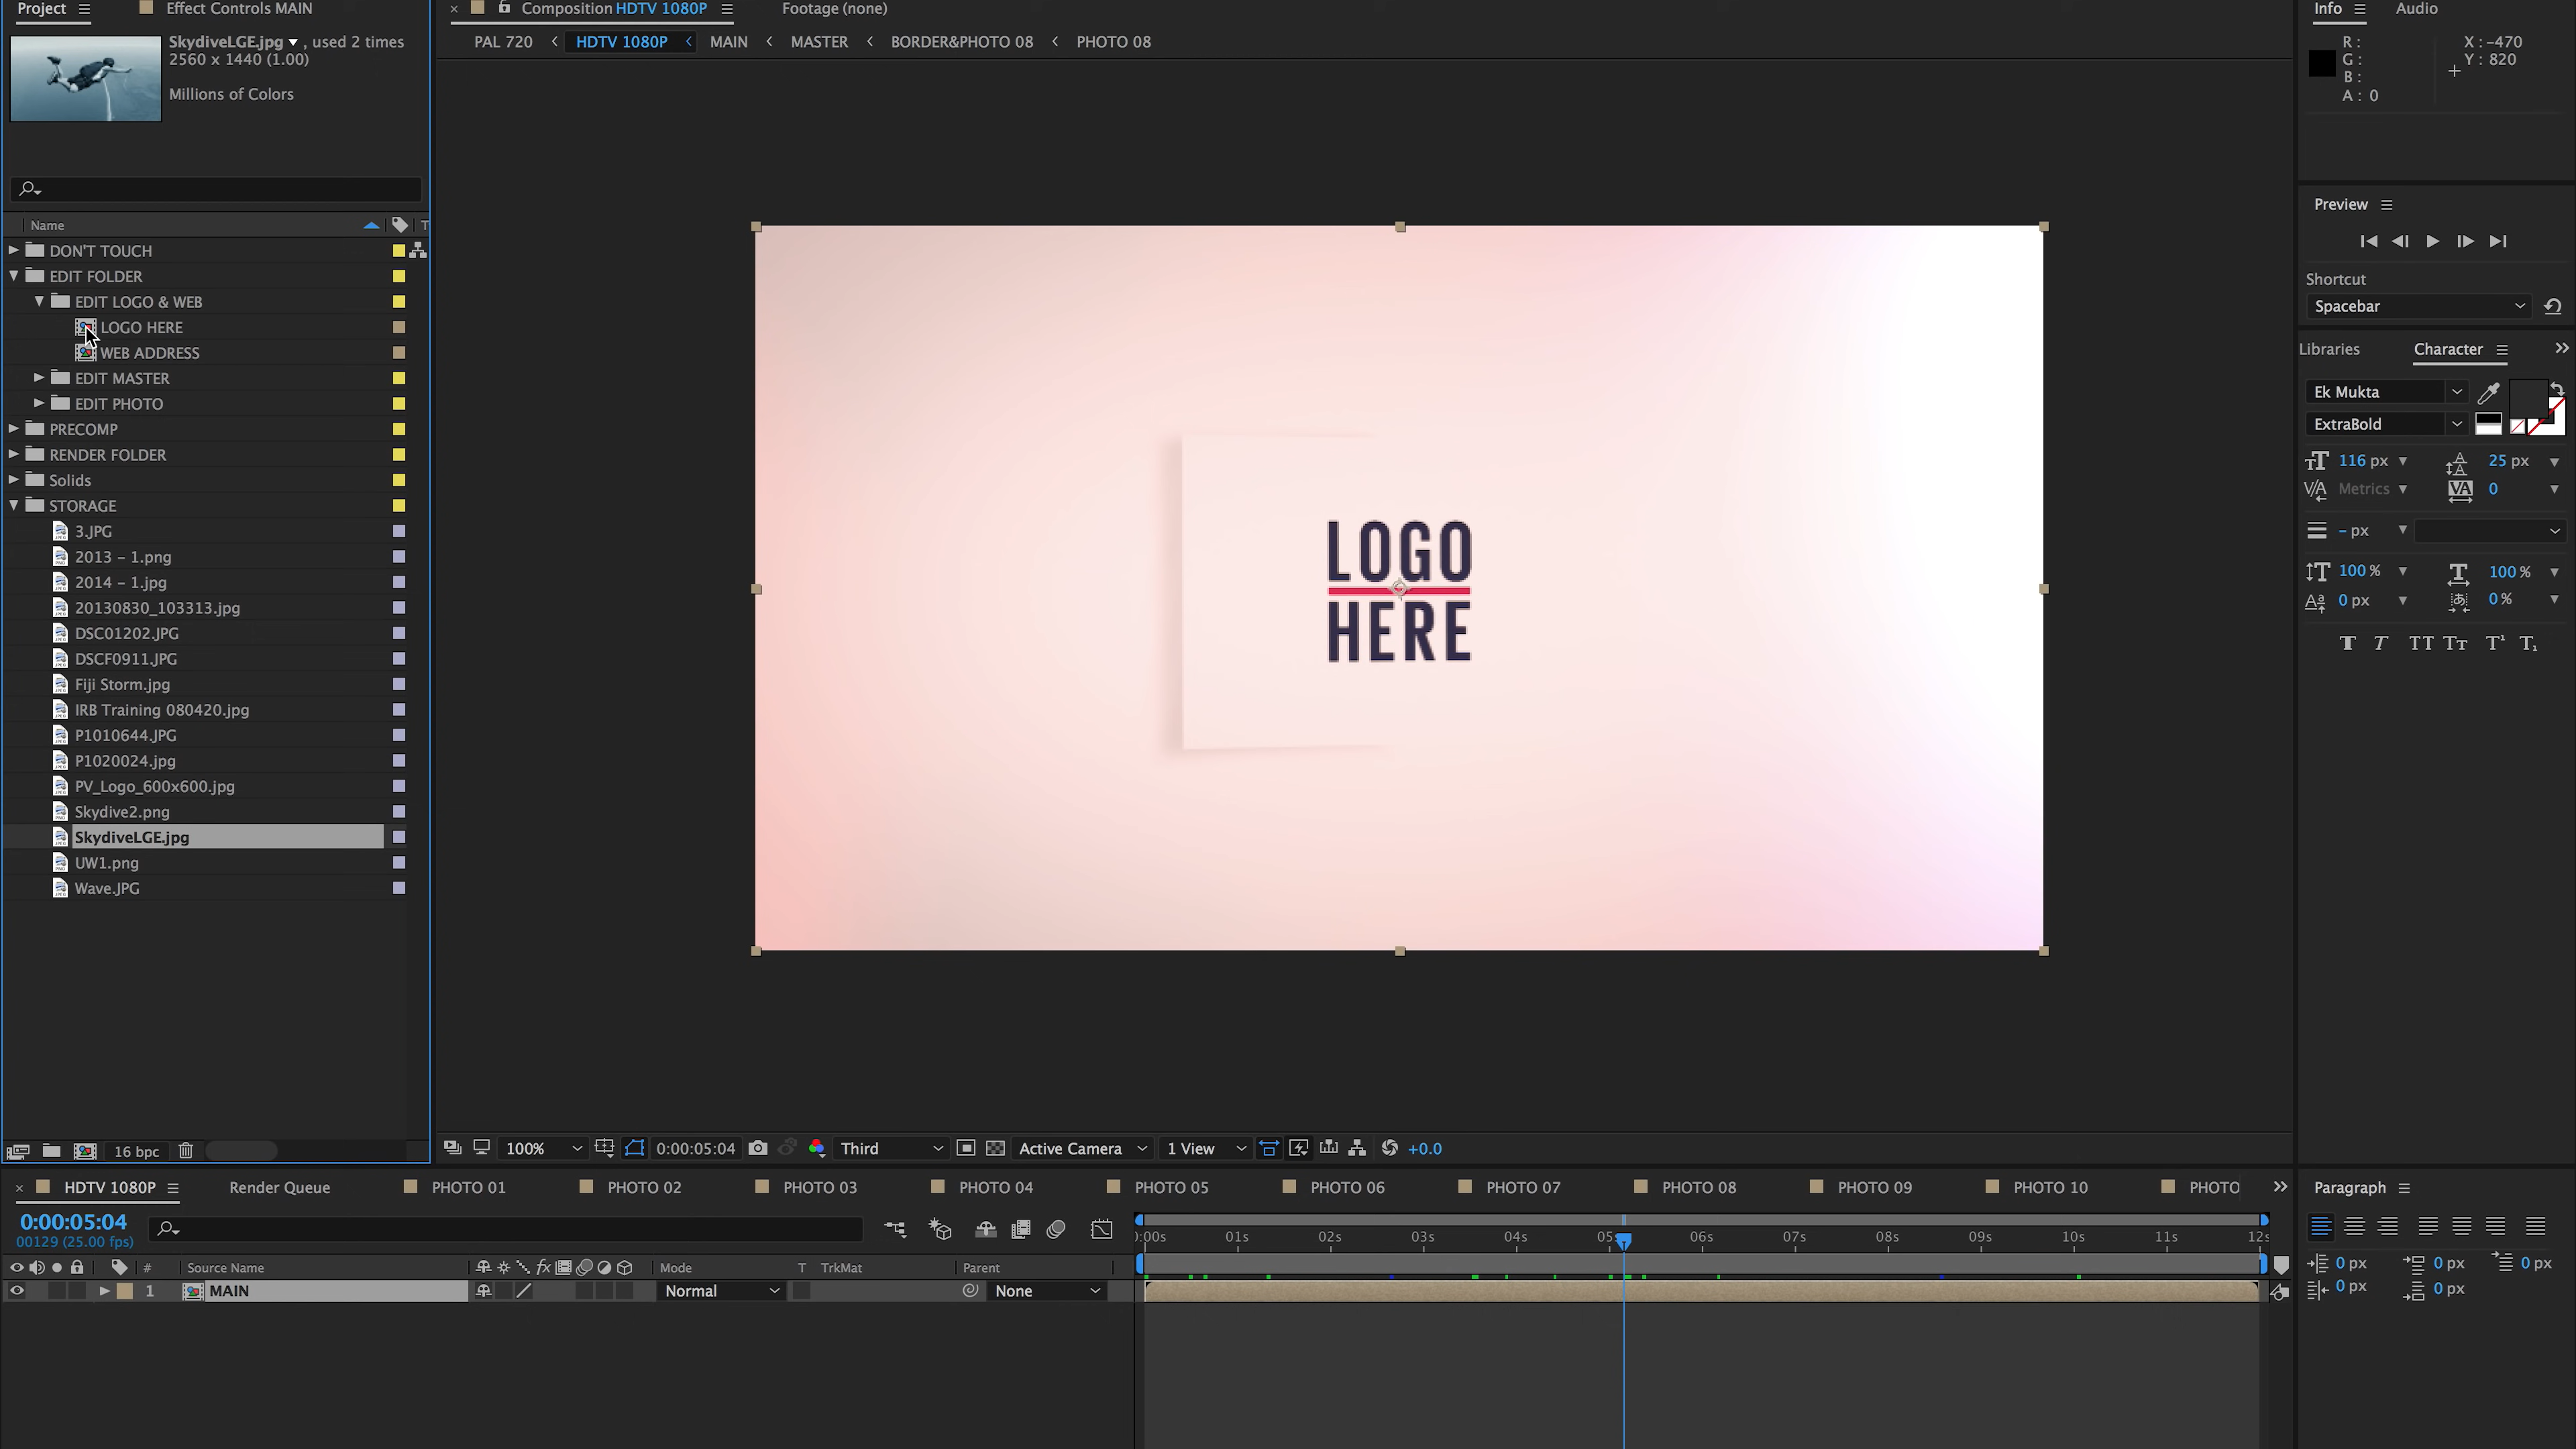 Project
Effect Controls MAIN
Composition HDTV 1080P
Footage (none)
Info
Audio
SkydiveLGE.jpg , used 2 times
2560 x 1440 (1.00)
Millions of Colors
PAL 720
HDTV 1080P
MAIN
MASTER
BORDER&PHOTO 08
PHOTO 08
R :
G :
B :
A : 0
X : -470
Y : 820
Name
T
DON'T TOUCH
EDIT FOLDER
EDIT LOGO & WEB
LOGO HERE
WEB ADDRESS
EDIT MASTER
EDIT PHOTO
PRECOMP
RENDER FOLDER
Solids
STORAGE
3.JPG
2013 - 1.png
2014 - 1.jpg
20130830_103313.jpg
DSC01202.JPG
DSCF0911.JPG
Fiji Storm.jpg
IRB Training 080420.jpg
P1010644.JPG
P1020024.jpg
PV_Logo_600x600.jpg
Skydive2.png
SkydiveLGE.jpg
UW1.png
Wave.JPG
16 bpc
LOGO
HERE
100%
0:00:05:04
Third
Active Camera
1 View
+0.0
Preview
Shortcut
Spacebar
Libraries
Character
Ek Mukta
ExtraBold
116 px
25 px
Metrics
0
- px
100 %
100 %
0 px
0 %
HDTV 1080P
Render Queue
PHOTO 01
PHOTO 02
PHOTO 03
PHOTO 04
PHOTO 05
PHOTO 06
PHOTO 07
PHOTO 08
PHOTO 09
PHOTO 10
PHOTO
0:00:05:04
00129 (25.00 fps)
):00s
01s
02s
03s
04s
05s
06s
07s
08s
09s
10s
11s
12s
#
Source Name
Mode
T
TrkMat
Parent
1
MAIN
Normal
None
Paragraph
0 px
0 px
0 px
0 px
0 px